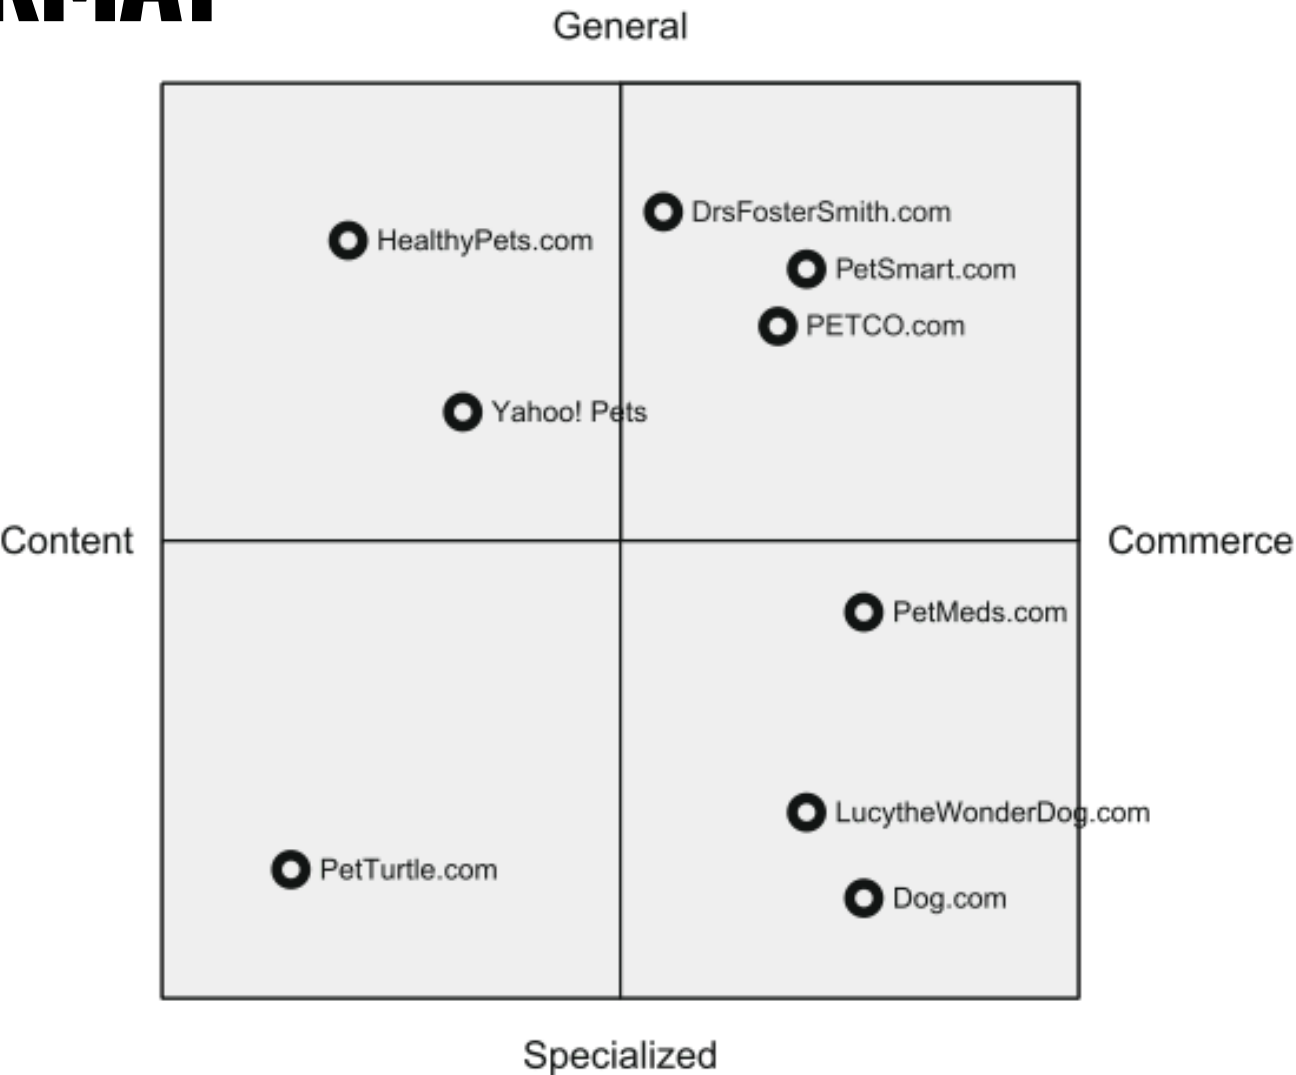 General
DrsFosterSmith.com
HealthyPets.com
PetSmart.com
PETCO.com
Yahoo! Pets
Content
Commerce
PetMeds.com
LucytheWonderDog.com
PetTurtle.com
Dog.com
Specialized